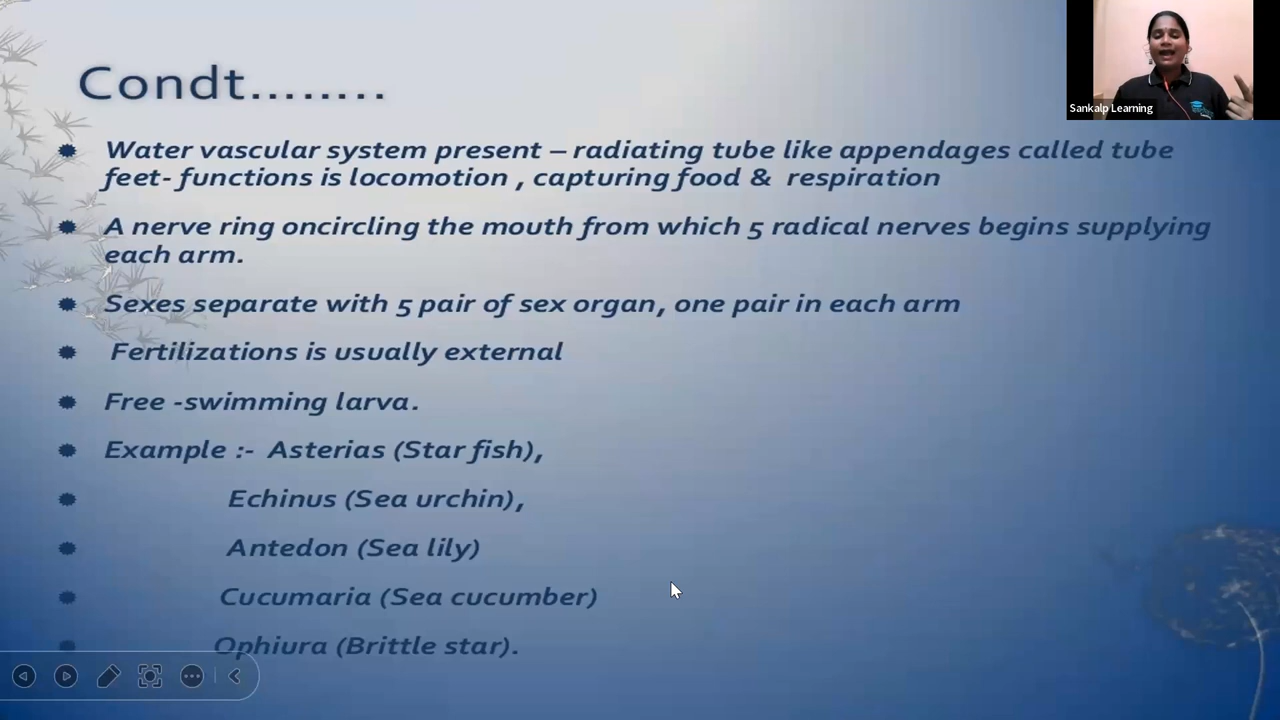 Condt........
Sankalp Learning
Water vascular system present – radiating tube like appendages called tube
feet- functions is locomotion , capturing food & respiration
A nerve ring oncircling the mouth from which 5 radical nerves begins supplying
each arm.
Sexes separate with 5 pair of sex organ, one pair in each arm
Fertilizations is usually external
Free -swimming larva.
Example :- Asterias (Star fish),
Echinus (Sea urchin),
Antedon (Sea lily)
Cucumaria (Sea cucumber)
Ophiura (Brittle star).